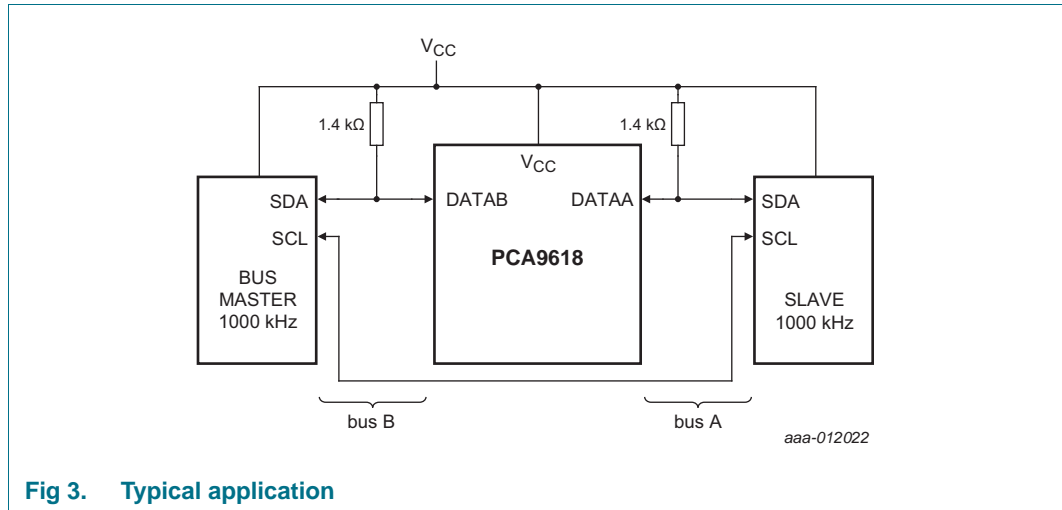 VCC
1.4 kΩ
1.4 kΩ
VCC
SDA
DATAB
DATAA
SDA
SCL
PCA9618
SCL
BUS
MASTER
1000 kHz
SLAVE
1000 kHz
bus B
bus A
aaa-012022
Fig 3. Typical application